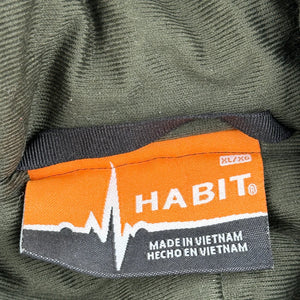 XL/XG
HABIT®
MADE IN VIETNAM
HECHO EN VIETNAM